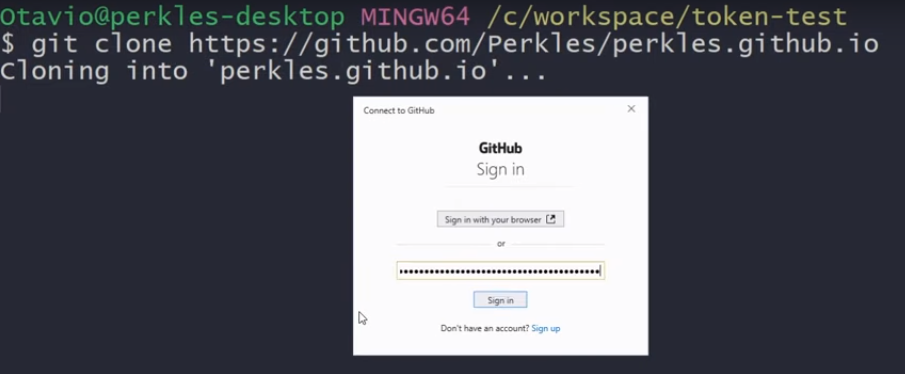 Otavio@perkles-desktop MINGW64 /c/workspace/token-test
$ git clone https://github.com/Perkles/perkles.github.io
Cloning into 'perkles.github.io'...
Connect to GitHub
GitHub
Sign in
Sign in with your browser
or
Sign in
Don't have an account? Sign up